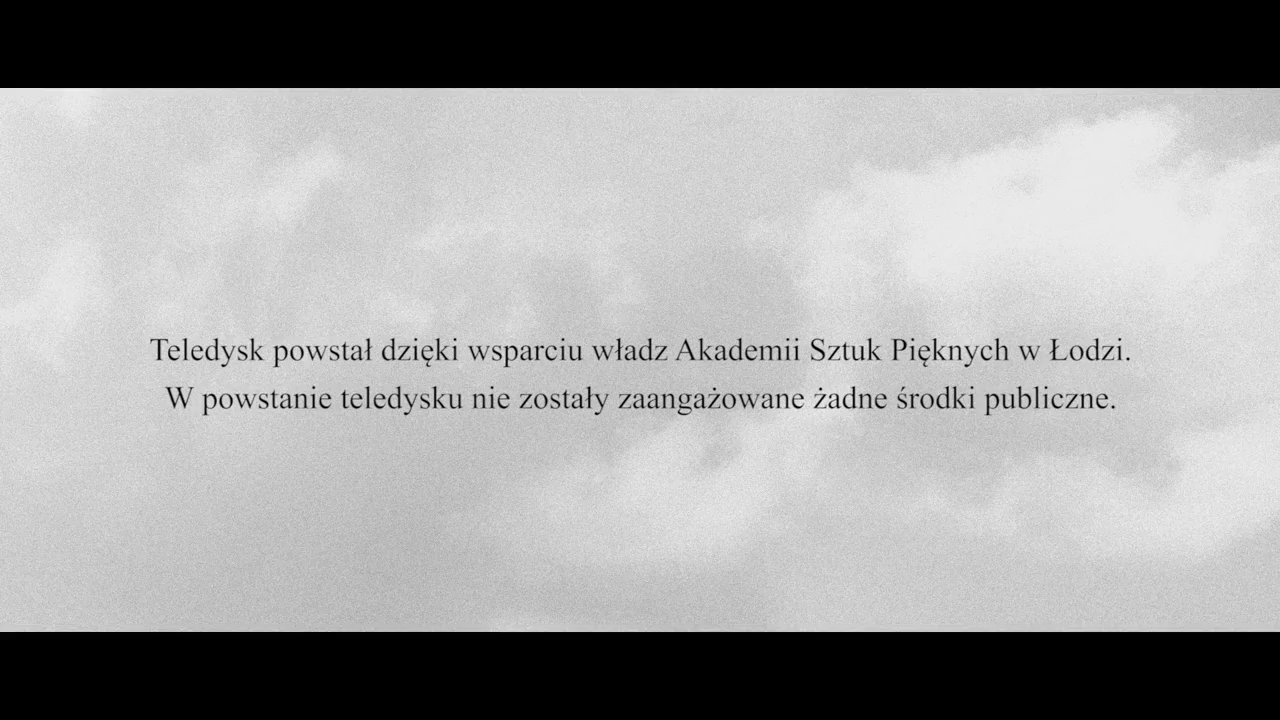 Teledysk powstał dzięki wsparciu władz Akademii Sztuk Pięknych w Łodzi.
W powstanie teledysku nie zostały zaangażowane żadne środki publiczne.